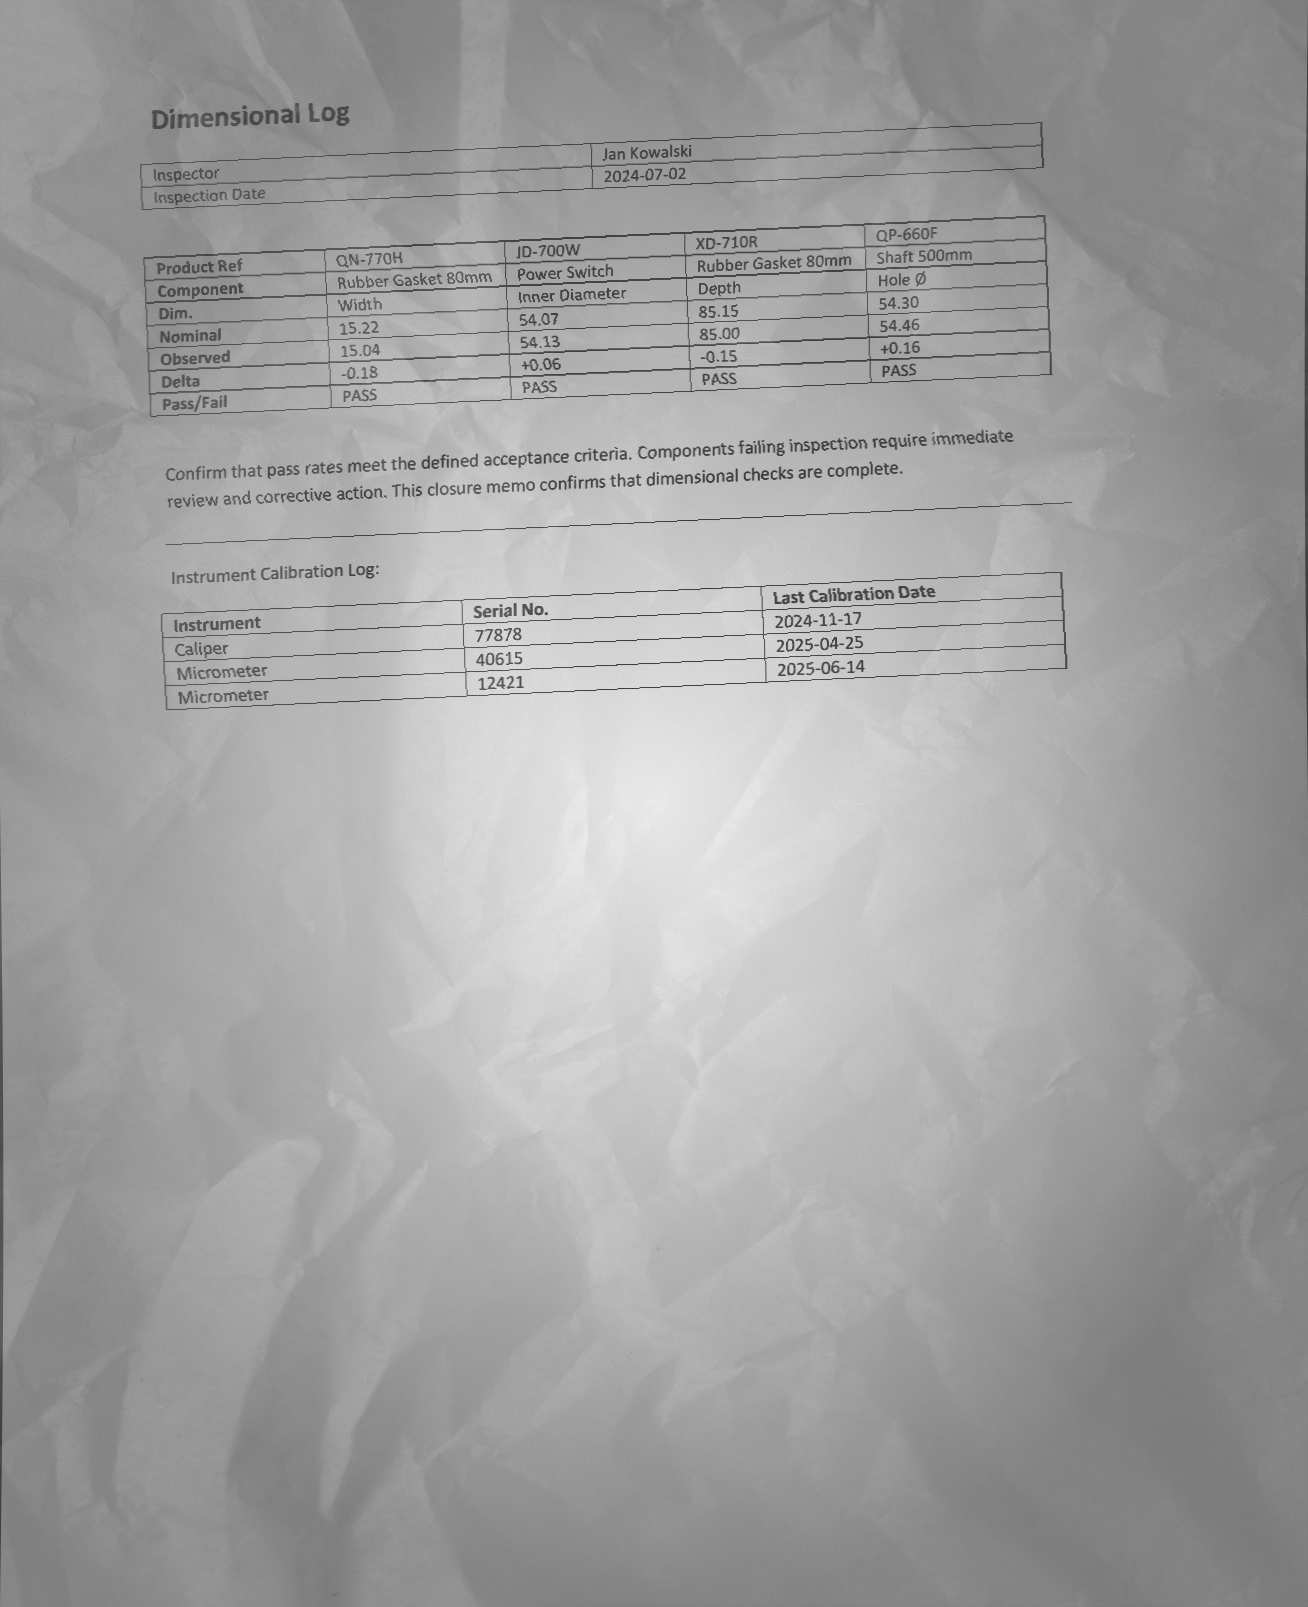 Dimensional Log
Inspector Jan Kowalski
Inspection Date 2024-07-02
Product Ref QN-770H JD-700W XD-710R QP-660F
Component Rubber Gasket 80mm Power Switch Rubber Gasket 80mm Shaft 500mm
Dim. Width Inner Diameter Depth Hole Ø
Nominal 15.22 54.07 85.15 54.30
Observed 15.04 54.13 85.00 54.46
Delta -0.18 +0.06 -0.15 +0.16
Pass/Fail PASS PASS PASS PASS
Confirm that pass rates meet the defined acceptance criteria. Components failing inspection require immediate
review and corrective action. This closure memo confirms that dimensional checks are complete.
Instrument Calibration Log:
Instrument Serial No. Last Calibration Date
Caliper 77878 2024-11-17
Micrometer 40615 2025-04-25
Micrometer 12421 2025-06-14